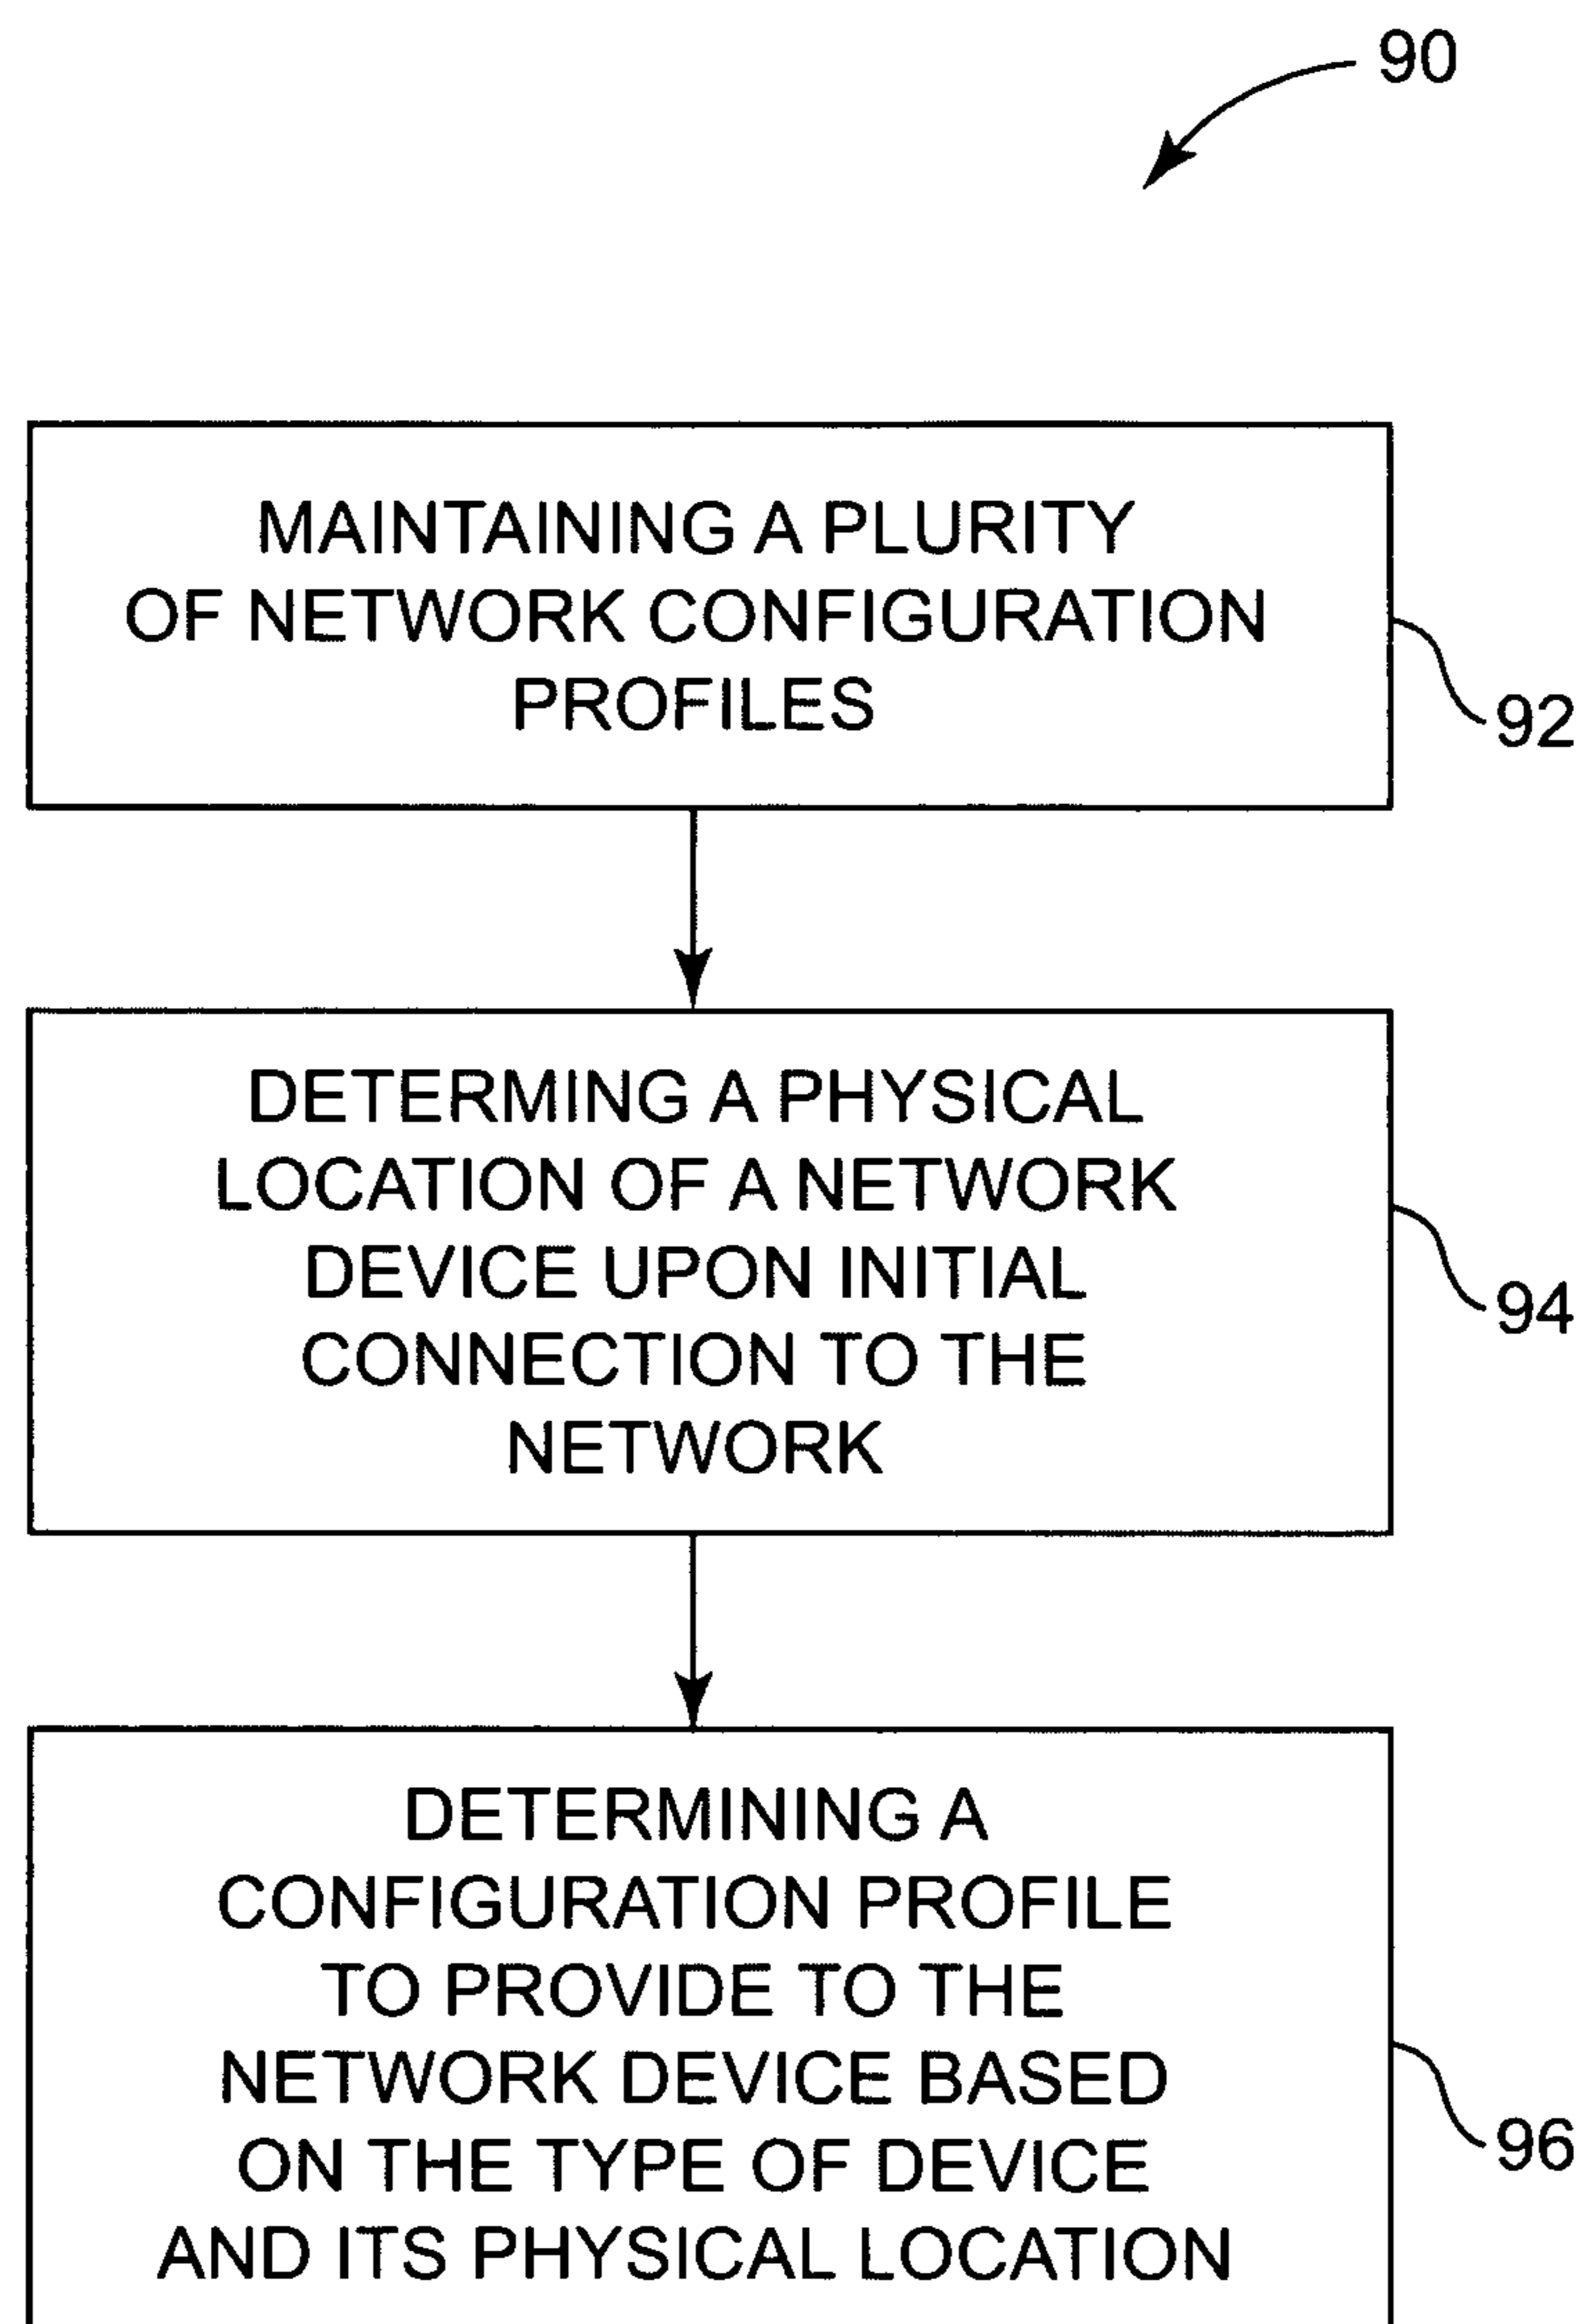 90
MAINTAINING A PLURITY
OF NETWORK CONFIGURATION
PROFILES
92
DETERMING A PHYSICAL
LOCATION OF A NETWORK
DEVICE UPON INITIAL
CONNECTION TO THE
NETWORK
94
DETERMINING A
CONFIGURATION PROFILE
TO PROVIDE TO THE
NETWORK DEVICE BASED
ON THE TYPE OF DEVICE
AND ITS PHYSICAL LOCATION
96